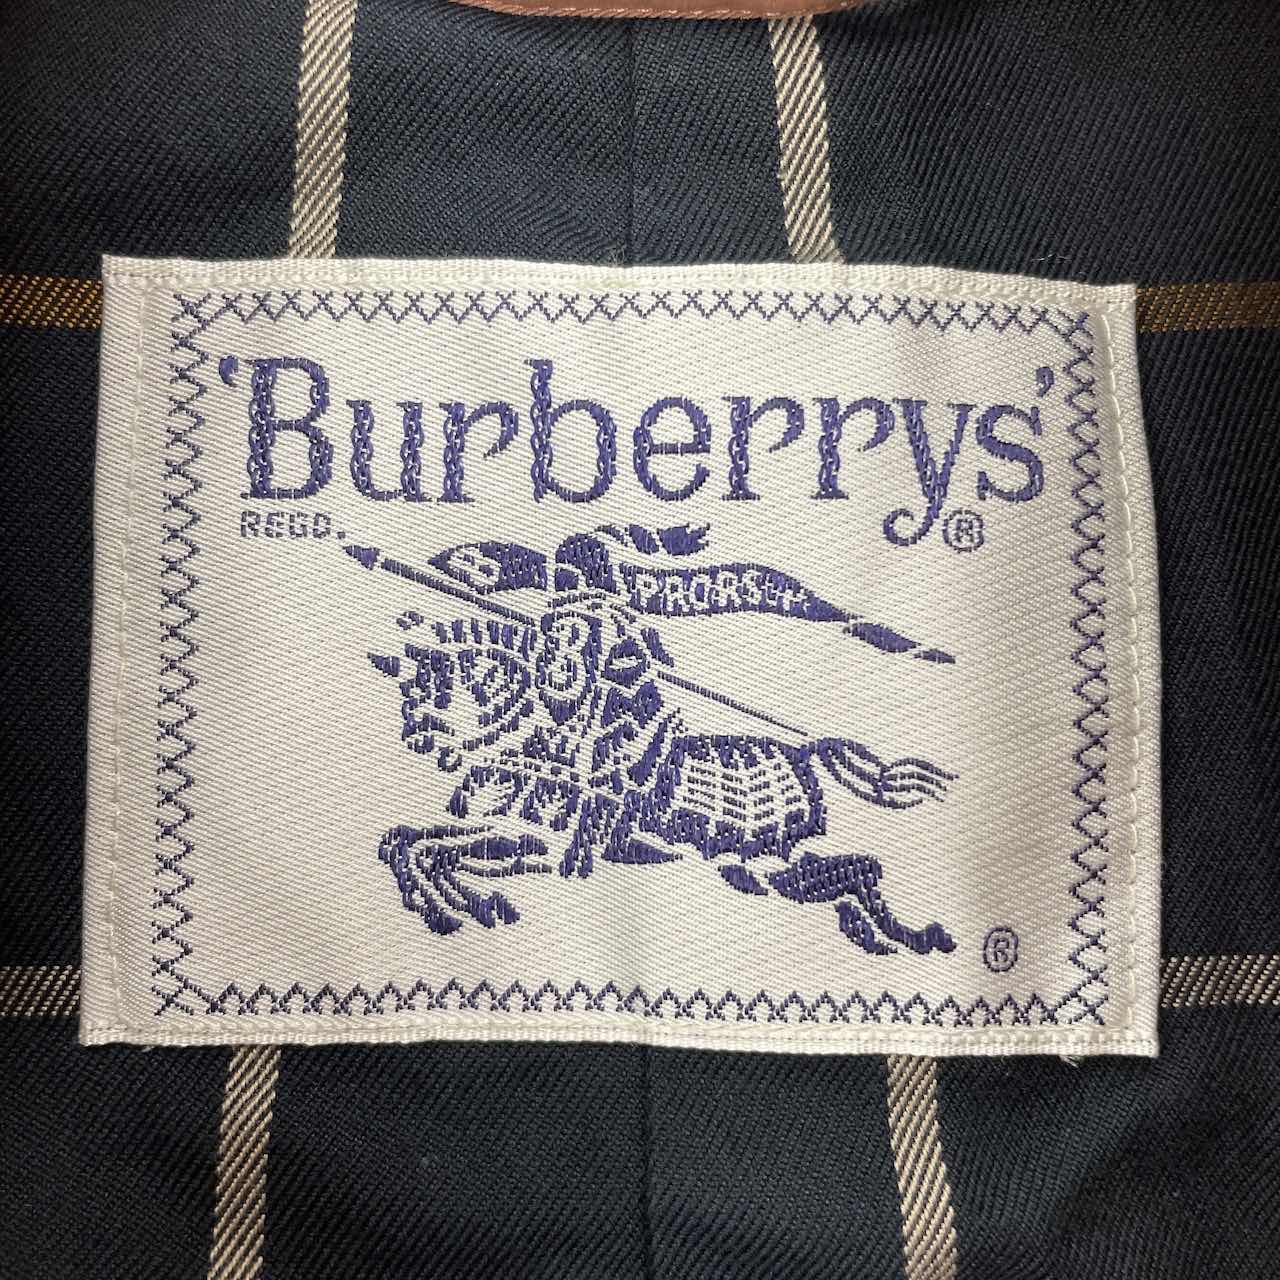 'Burberrys'
REGD.
®
PRORSUM
®